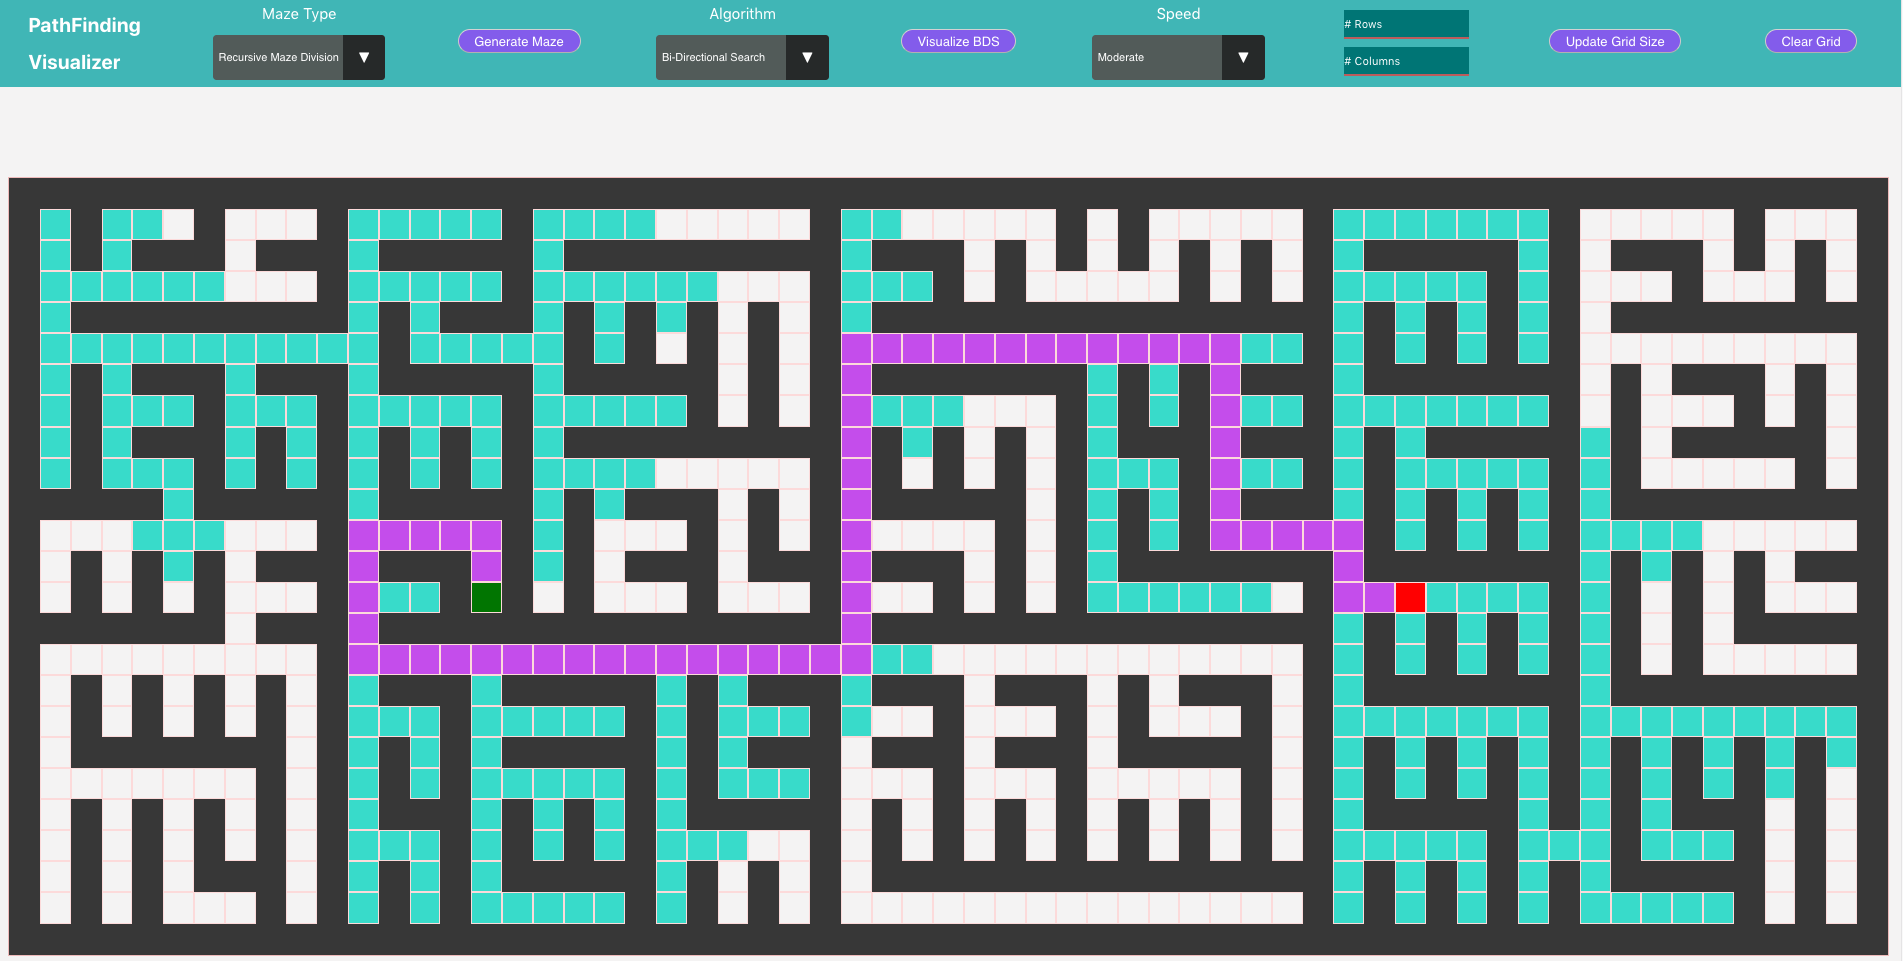 PathFinding
Visualizer
Maze Type
Recursive Maze Division ▼
Generate Maze
Algorithm
Bi-Directional Search ▼
Visualize BDS
Speed
Moderate ▼
# Rows
# Columns
Update Grid Size
Clear Grid